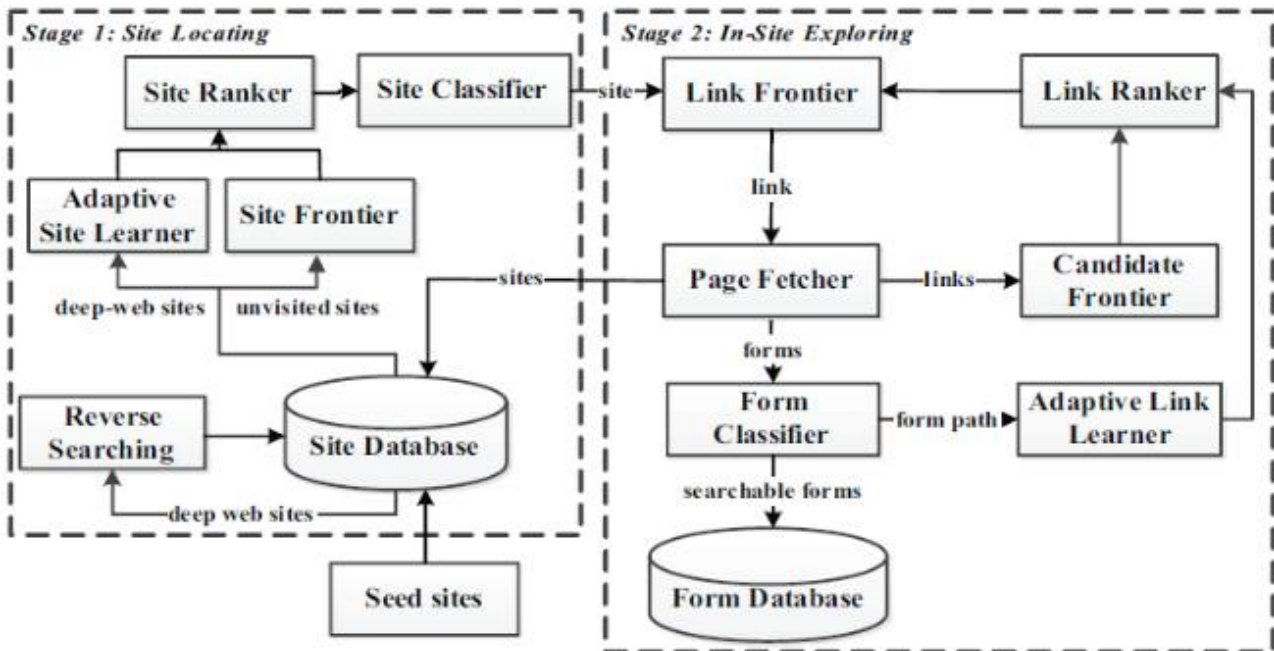 Stage 1: Site Locating
Site Ranker
Site Classifier
site
Adaptive
Site Learner
Site Frontier
deep-web sites
unvisited sites
sites
Reverse
Searching
Site Database
deep web sites
Seed sites
Stage 2: In-Site Exploring
Link Frontier
Link Ranker
link
Page Fetcher
links
Candidate
Frontier
forms
Form
Classifier
form path
Adaptive Link
Learner
searchable forms
Form Database